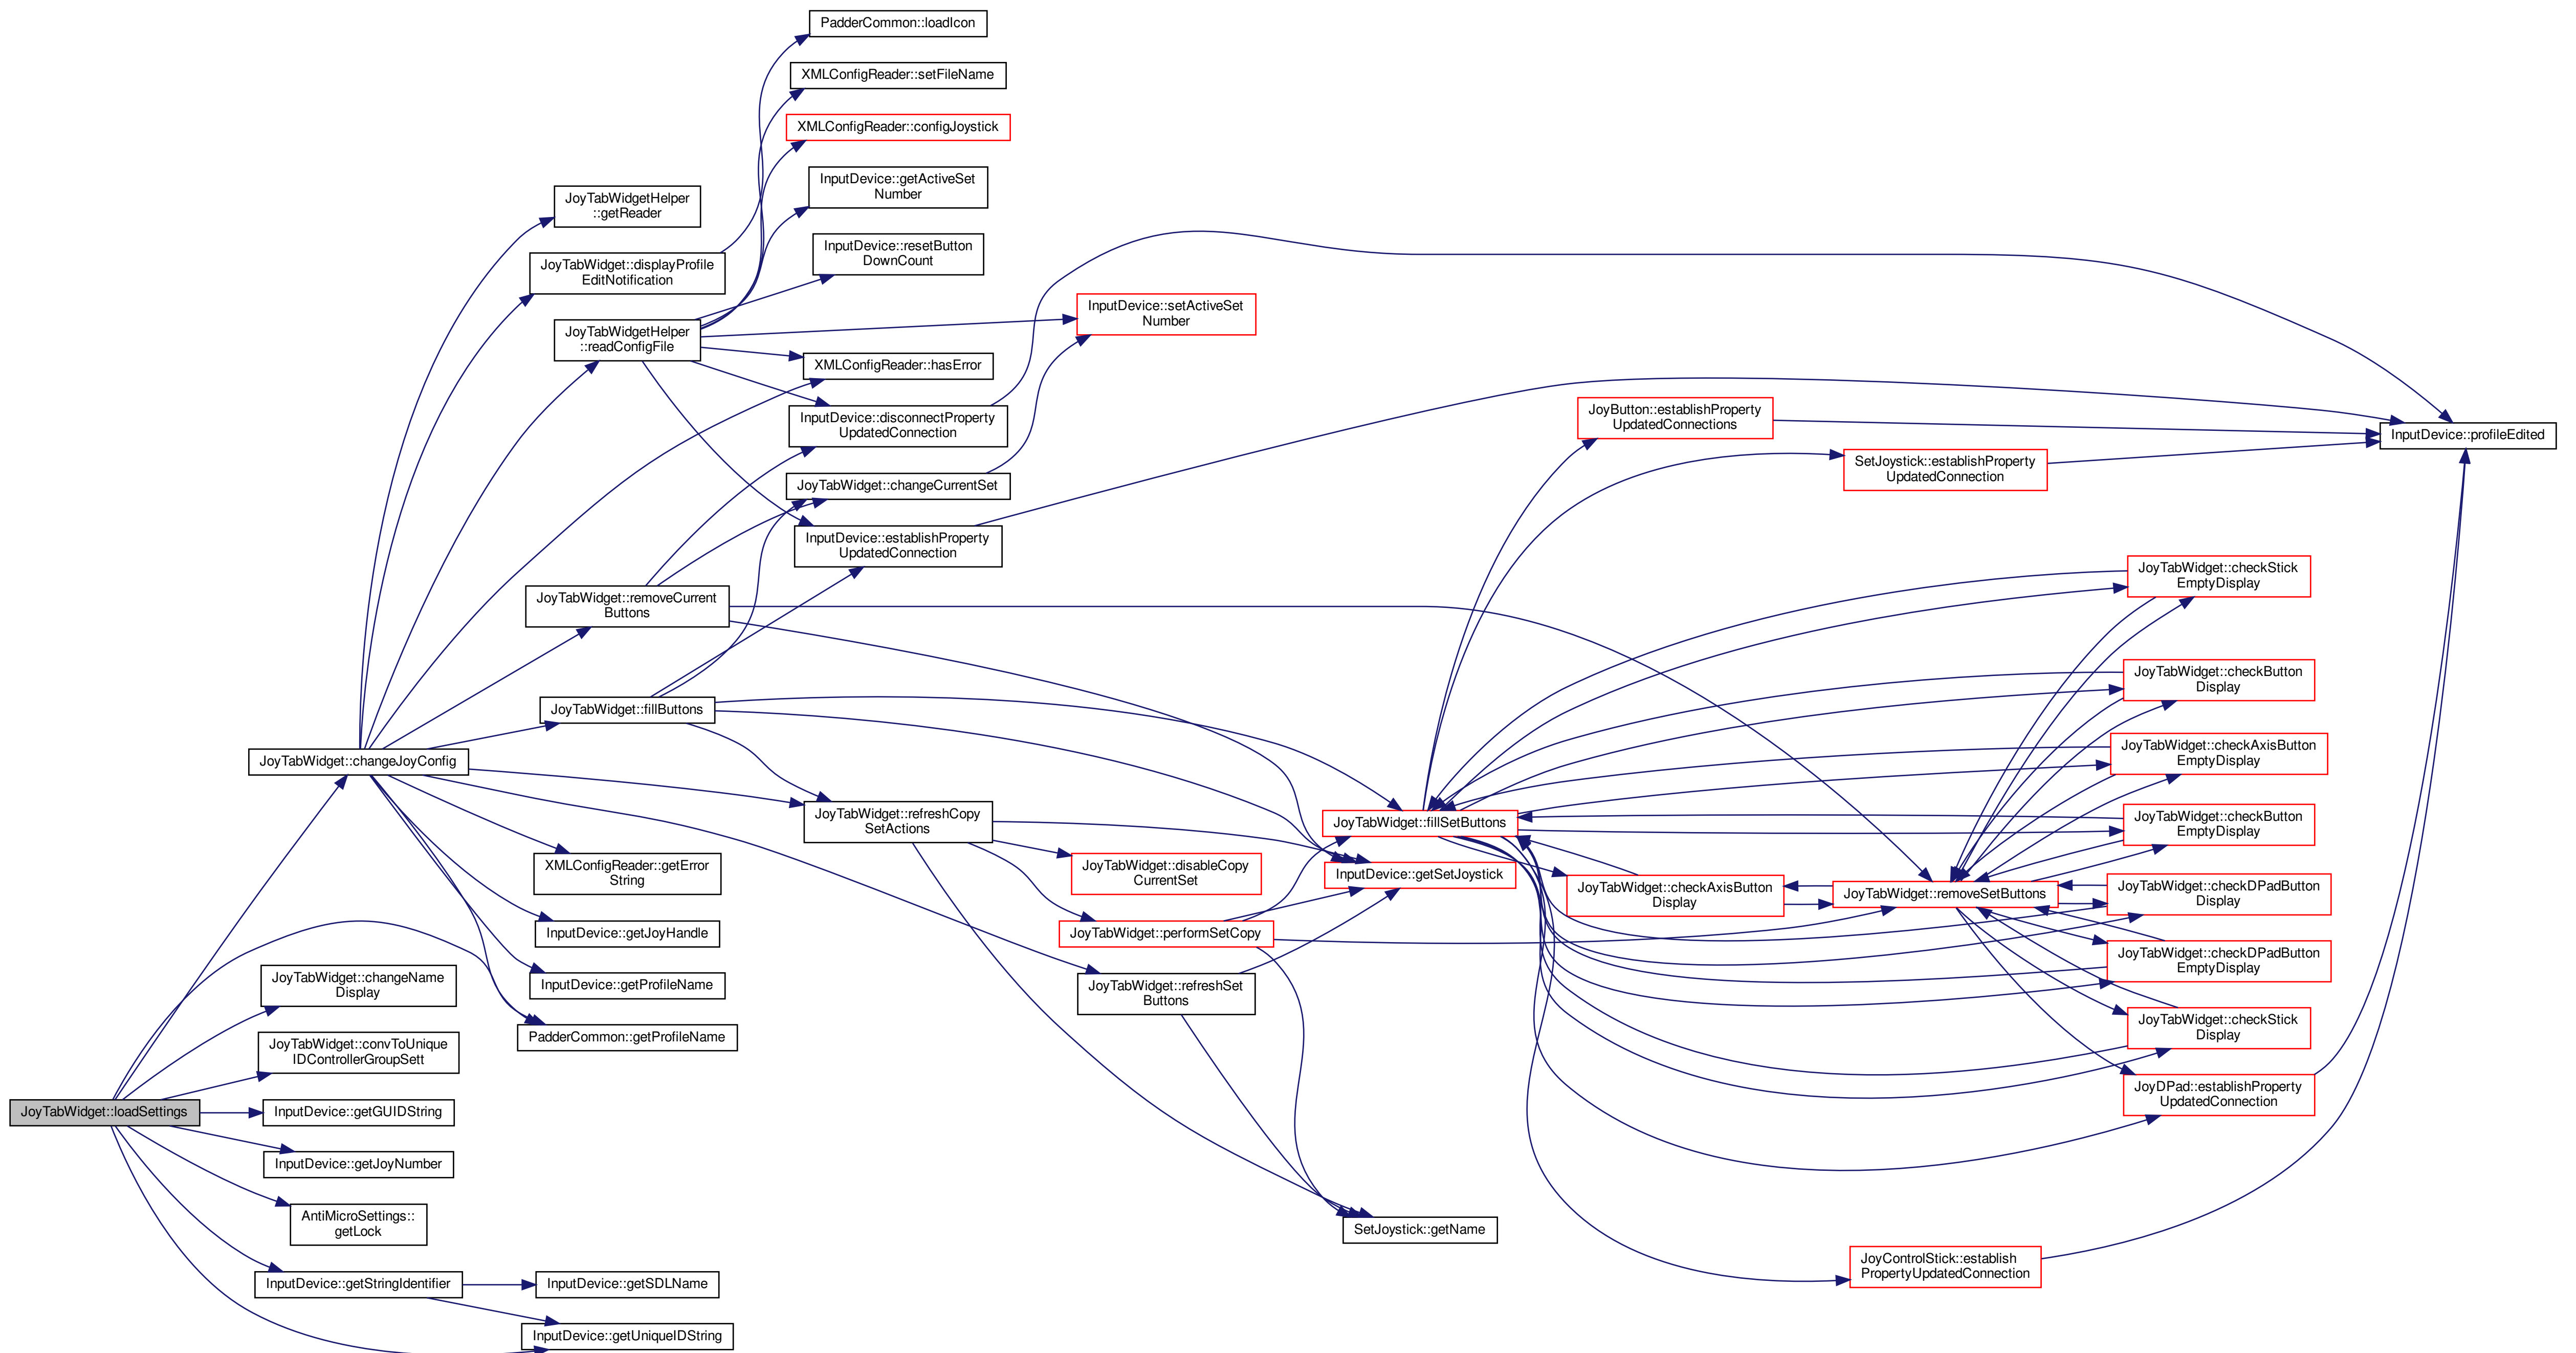 PadderCommon::loadIcon
XMLConfigReader::setFileName
XMLConfigReader::configJoystick
InputDevice::getActiveSet
Number
JoyTabWidgetHelper
::getReader
InputDevice::resetButton
DownCount
JoyTabWidget::displayProfile
EditNotification
InputDevice::setActiveSet
Number
JoyTabWidgetHelper
::readConfigFile
XMLConfigReader::hasError
InputDevice::disconnectProperty
UpdatedConnection
JoyButton::establishProperty
UpdatedConnections
InputDevice::profileEdited
SetJoystick::establishProperty
UpdatedConnection
JoyTabWidget::changeCurrentSet
InputDevice::establishProperty
UpdatedConnection
JoyTabWidget::checkStick
EmptyDisplay
JoyTabWidget::removeCurrent
Buttons
JoyTabWidget::checkButton
Display
JoyTabWidget::fillButtons
JoyTabWidget::checkAxisButton
EmptyDisplay
JoyTabWidget::changeJoyConfig
JoyTabWidget::refreshCopy
SetActions
JoyTabWidget::fillSetButtons
JoyTabWidget::checkButton
EmptyDisplay
XMLConfigReader::getError
String
JoyTabWidget::disableCopy
CurrentSet
InputDevice::getSetJoystick
JoyTabWidget::checkAxisButton
Display
JoyTabWidget::removeSetButtons
JoyTabWidget::checkDPadButton
Display
InputDevice::getJoyHandle
JoyTabWidget::performSetCopy
JoyTabWidget::checkDPadButton
EmptyDisplay
JoyTabWidget::changeName
Display
InputDevice::getProfileName
JoyTabWidget::refreshSet
Buttons
JoyTabWidget::checkStick
Display
PadderCommon::getProfileName
JoyTabWidget::convToUnique
IDControllerGroupSett
JoyDPad::establishProperty
UpdatedConnection
JoyTabWidget::loadSettings
InputDevice::getGUIDString
InputDevice::getJoyNumber
AntiMicroSettings::
getLock
SetJoystick::getName
JoyControlStick::establish
PropertyUpdatedConnection
InputDevice::getStringIdentifier
InputDevice::getSDLName
InputDevice::getUniqueIDString